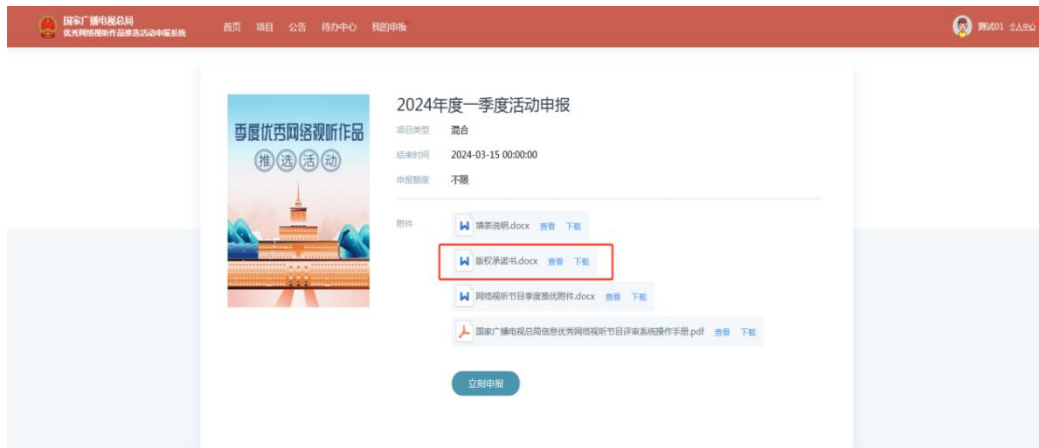 国家广播电视总局
优秀网络视听作品推选活动申报系统
首页 项目 公告 待办中心 我的申报
测试01 个人中心
季度优秀网络视听作品
推选活动
2024年度一季度活动申报
项目类型 混合
结束时间 2024-03-15 00:00:00
申报额度 不限
附件
填表说明.docx 查看 下载
版权承诺书.docx 查看 下载
网络视听节目季度推优附件.docx 查看 下载
国家广播电视总局信息优秀网络视听节目评审系统操作手册.pdf 查看 下载
立刻申报